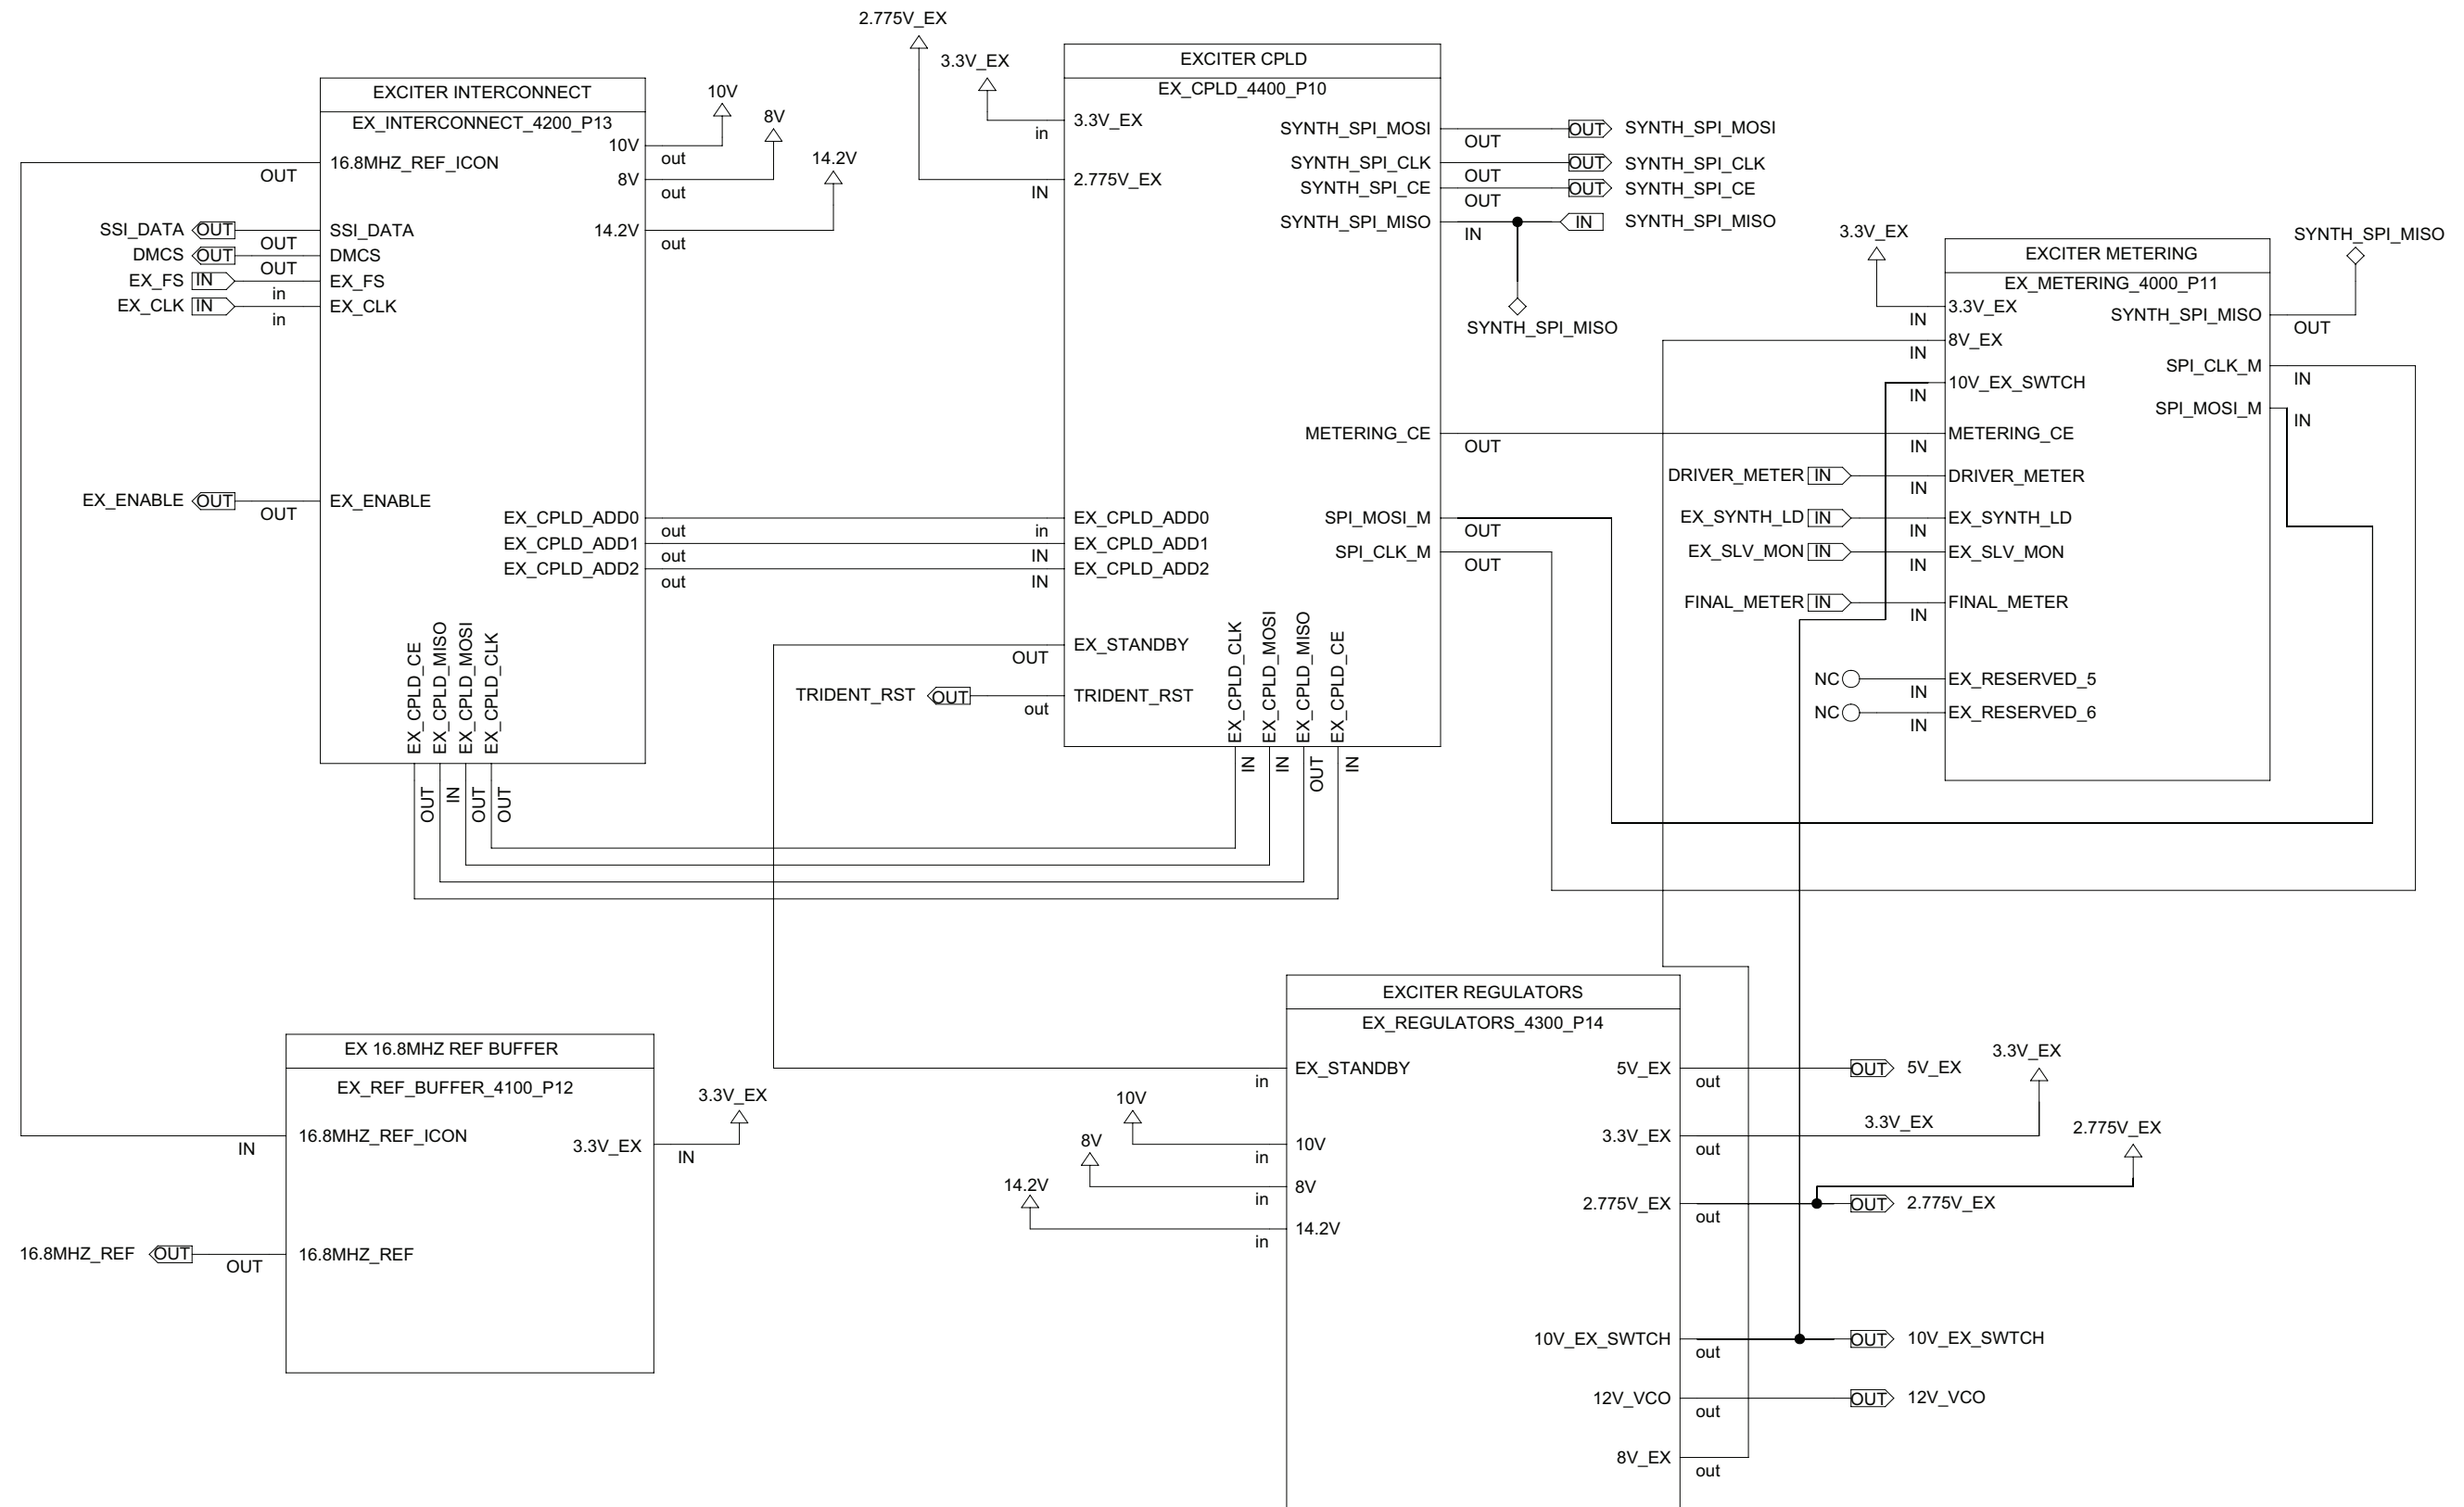 2.775V_EX
3.3V_EX
EXCITER INTERCONNECT
EX_INTERCONNECT_4200_P13
10V
8V
14.2V
16.8MHZ_REF_ICON
OUT
10V
out
8V
out
14.2V
out
SSI_DATA OUT
OUT
SSI_DATA
DMCS OUT
OUT
DMCS
EX_FS IN
in
EX_FS
EX_CLK IN
in
EX_CLK
EX_ENABLE OUT
OUT
EX_ENABLE
EX_CPLD_ADD0
out
EX_CPLD_ADD1
out
EX_CPLD_ADD2
out
EX_CPLD_CE
EX_CPLD_MISO
EX_CPLD_MOSI
EX_CPLD_CLK
OUT
IN
OUT
OUT
EXCITER CPLD
EX_CPLD_4400_P10
in
3.3V_EX
IN
2.775V_EX
SYNTH_SPI_MOSI
OUT
OUT SYNTH_SPI_MOSI
SYNTH_SPI_CLK
OUT
OUT SYNTH_SPI_CLK
SYNTH_SPI_CE
OUT
OUT SYNTH_SPI_CE
SYNTH_SPI_MISO
IN
IN SYNTH_SPI_MISO
SYNTH_SPI_MISO
METERING_CE
OUT
in
EX_CPLD_ADD0
IN
EX_CPLD_ADD1
IN
EX_CPLD_ADD2
SPI_MOSI_M
OUT
SPI_CLK_M
OUT
OUT
EX_STANDBY
TRIDENT_RST OUT
out
TRIDENT_RST
EX_CPLD_CLK
EX_CPLD_MOSI
EX_CPLD_MISO
EX_CPLD_CE
IN
IN
OUT
IN
3.3V_EX
SYNTH_SPI_MISO
EXCITER METERING
EX_METERING_4000_P11
IN
3.3V_EX
IN
8V_EX
IN
10V_EX_SWTCH
IN
METERING_CE
DRIVER_METER IN
IN
DRIVER_METER
EX_SYNTH_LD IN
IN
EX_SYNTH_LD
EX_SLV_MON IN
IN
EX_SLV_MON
FINAL_METER IN
IN
FINAL_METER
NC
IN
EX_RESERVED_5
NC
IN
EX_RESERVED_6
SYNTH_SPI_MISO
OUT
SPI_CLK_M
IN
SPI_MOSI_M
IN
EX 16.8MHZ REF BUFFER
EX_REF_BUFFER_4100_P12
IN
16.8MHZ_REF_ICON
3.3V_EX
3.3V_EX
IN
16.8MHZ_REF OUT
OUT
16.8MHZ_REF
EXCITER REGULATORS
EX_REGULATORS_4300_P14
in
EX_STANDBY
10V
in
10V
8V
in
8V
14.2V
in
14.2V
5V_EX
out
OUT 5V_EX
3.3V_EX
3.3V_EX
out
3.3V_EX
2.775V_EX
2.775V_EX
out
OUT 2.775V_EX
10V_EX_SWTCH
out
OUT 10V_EX_SWTCH
12V_VCO
out
OUT 12V_VCO
8V_EX
out